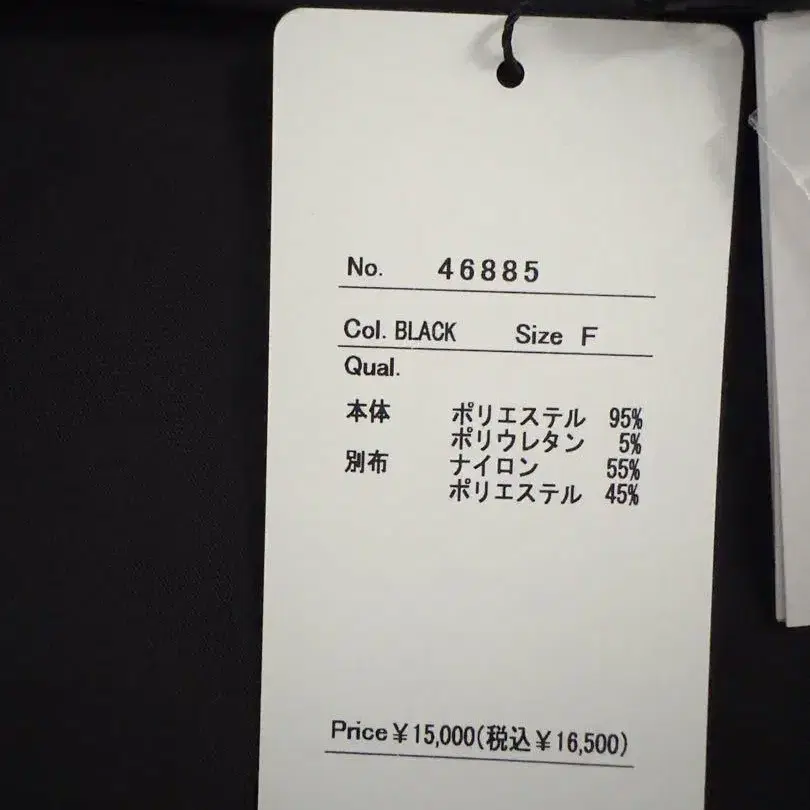 No. 46885
Col. BLACK Size F
Qual.
本体 ポリエステル 95%
ポリウレタン 5%
別布 ナイロン 55%
ポリエステル 45%
Price¥15,000(税込¥16,500)